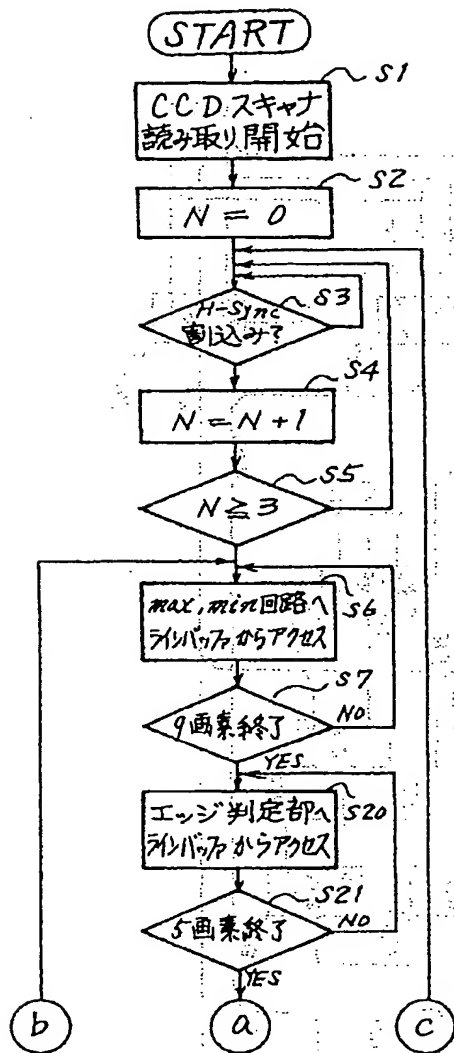 START
S1
CCDスキャナ
読み取り開始
S2
N = 0
S3
H-Sync
割込み?
S4
N = N + 1
S5
N ≧ 3
max, min回路へ
S6
ラインバッファからアクセス
S7
9画素終了
NO
YES
エッジ判定部へ
S20
ラインバッファからアクセス
S21
5画素終了
NO
YES
b
a
c